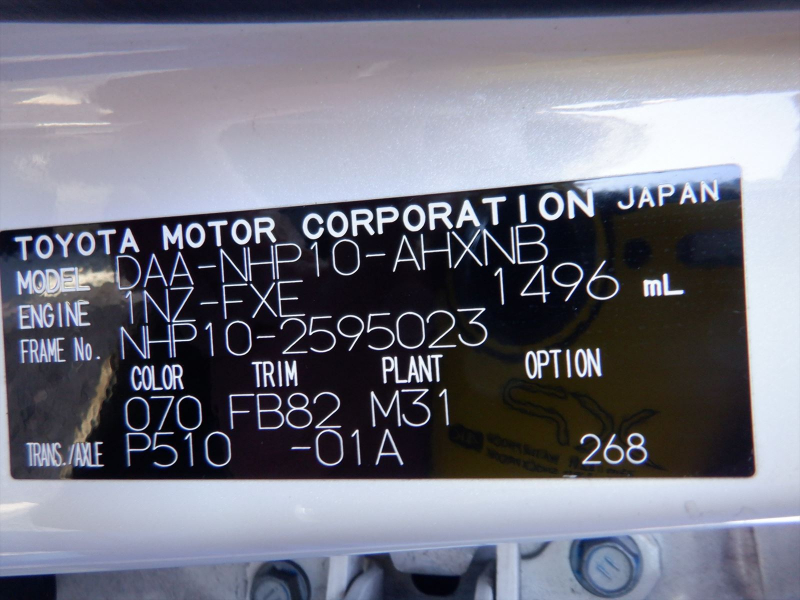 TOYOTA MOTOR CORPORATION JAPAN
MODEL DAA-NHP10-AHXNB
ENGINE 1NZ-FXE 1496 mL
FRAME No. NHP10-2595023
COLOR TRIM PLANT OPTION
070 FB82 M31
TRANS./AXLE P510 -01A 268